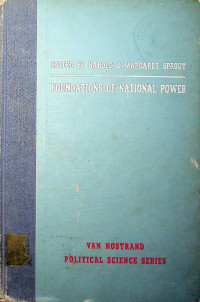 EDITED BY HAROLD & MARGARET SPROUT
FOUNDATIONS OF NATIONAL POWER
VAN NOSTRAND
POLITICAL SCIENCE SERIES